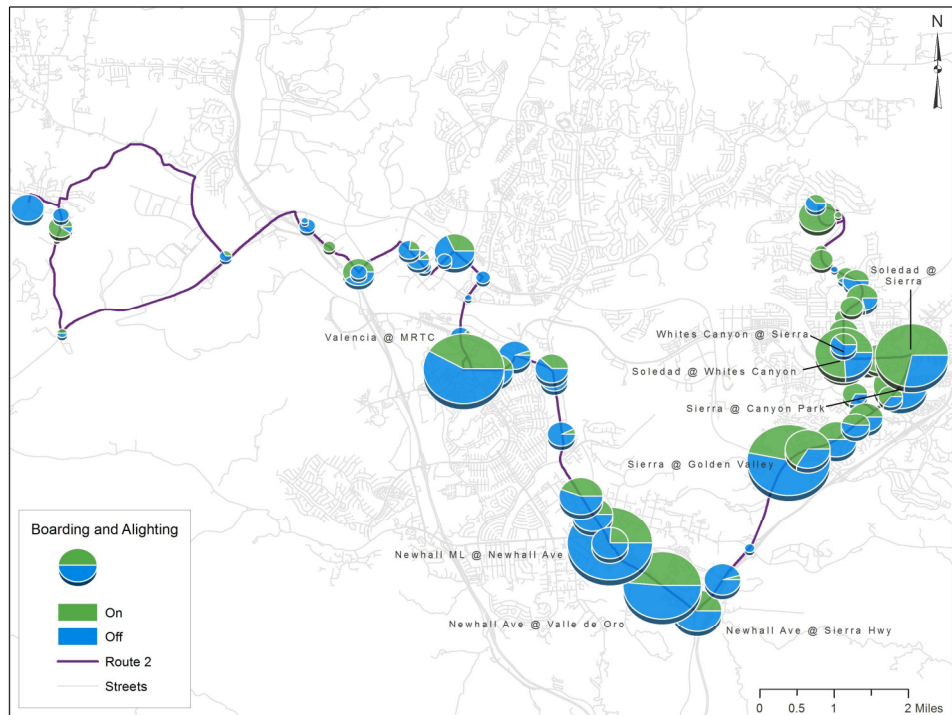 N
Soledad @
Sierra
Whites Canyon @ Sierra
Valencia @ MRTC
Soledad @ Whites Canyon
Sierra @ Canyon Park
Sierra @ Golden Valley
Newhall ML @ Newhall Ave
Newhall Ave @ Valle de Oro
Newhall Ave @ Sierra Hwy
Boarding and Alighting
On
Off
Route 2
Streets
0 0.5 1 2 Miles